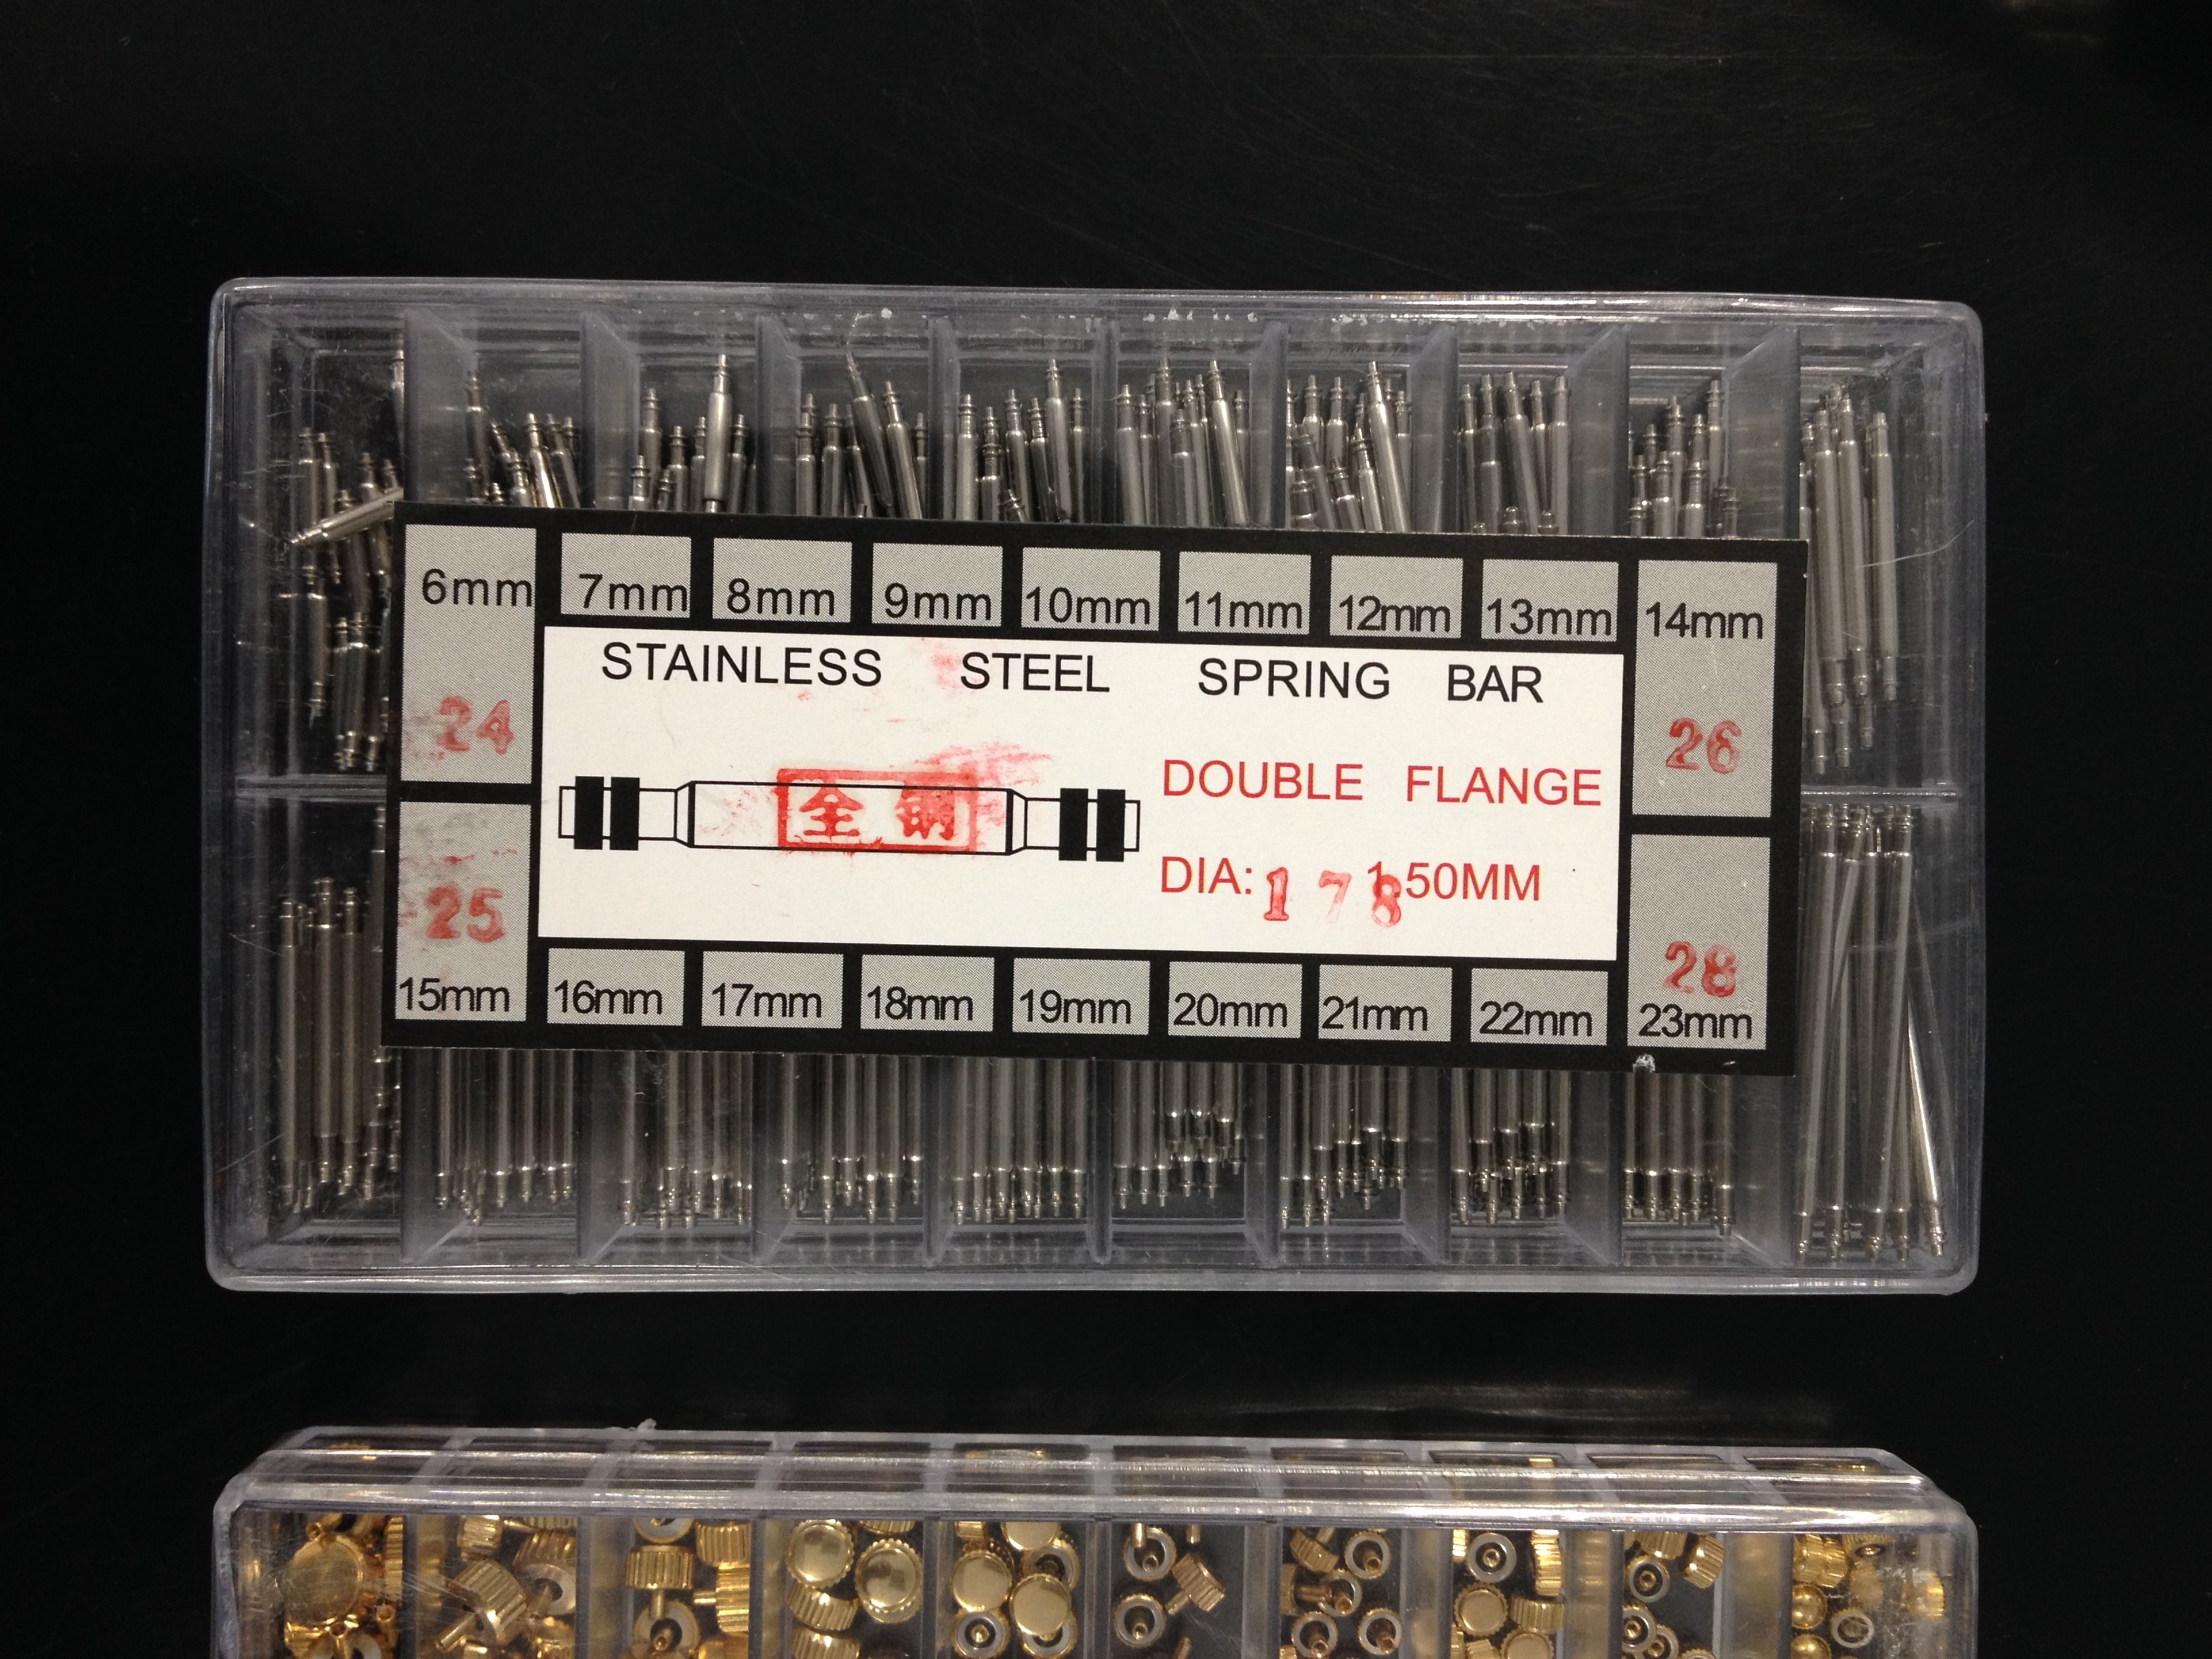 6mm 7mm 8mm 9mm 10mm 11mm 12mm 13mm 14mm
STAINLESS STEEL SPRING BAR
24
26
DOUBLE FLANGE
全鋼
DIA: 1.50MM
1 7 8
25
28
15mm 16mm 17mm 18mm 19mm 20mm 21mm 22mm 23mm